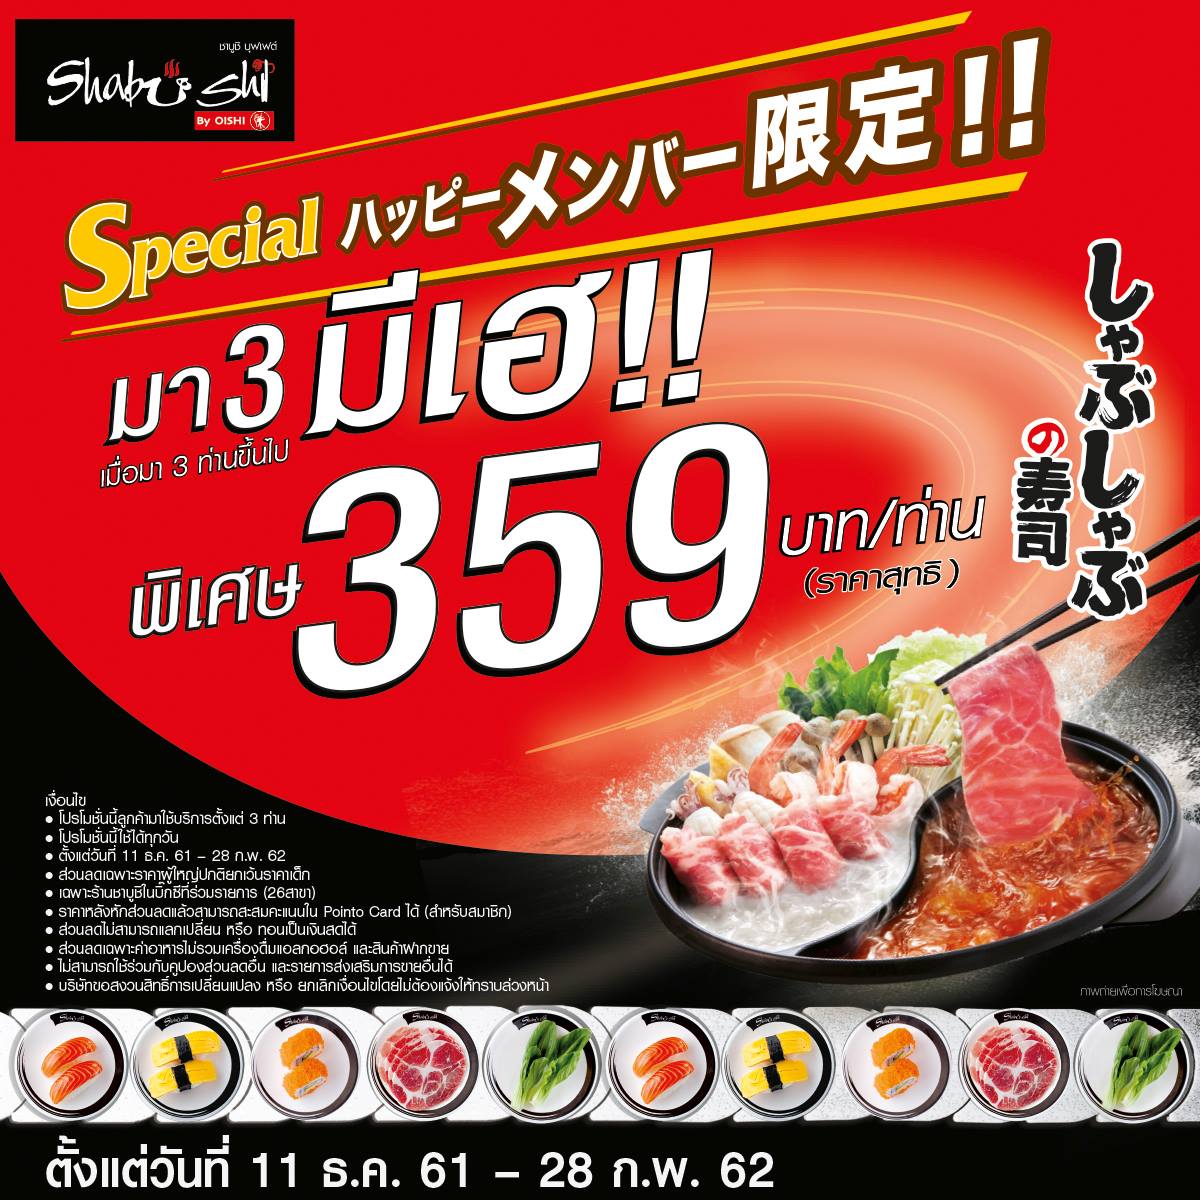 ชาบูชิ บุฟเฟต์
Shabu shi
By OISHI
Special ハッピーメンバー限定!!
มา 3 มีเฮ!!
เมื่อมา 3 ท่านขึ้นไป
พิเศษ 359 บาท/ท่าน
(ราคาสุทธิ)
しゃぶしゃぶ
の寿司
เงื่อนไข
• โปรโมชั่นนี้ลูกค้ามาใช้บริการตั้งแต่ 3 ท่าน
• โปรโมชั่นนี้ใช้ได้ทุกวัน
• ตั้งแต่วันที่ 11 ธ.ค. 61 – 28 ก.พ. 62
• ส่วนลดเฉพาะราคาผู้ใหญ่ปกติยกเว้นราคาเด็ก
• เฉพาะร้านชาบูชิในบิ๊กซีที่ร่วมรายการ (26สาขา)
• ราคาหลังหักส่วนลดแล้วสามารถสะสมคะแนนใน Pointo Card ได้ (สำหรับสมาชิก)
• ส่วนลดไม่สามารถแลกเปลี่ยน หรือ ทอนเป็นเงินสดได้
• ส่วนลดเฉพาะค่าอาหารไม่รวมเครื่องดื่มแอลกอฮอล์ และสินค้าฝากขาย
• ไม่สามารถใช้ร่วมกับคูปองส่วนลดอื่น และรายการส่งเสริมการขายอื่นได้
• บริษัทขอสงวนสิทธิ์การเปลี่ยนแปลง หรือ ยกเลิกเงื่อนไขโดยไม่ต้องแจ้งให้ทราบล่วงหน้า
ภาพถ่ายเพื่อการโฆษณา
ตั้งแต่วันที่ 11 ธ.ค. 61 – 28 ก.พ. 62